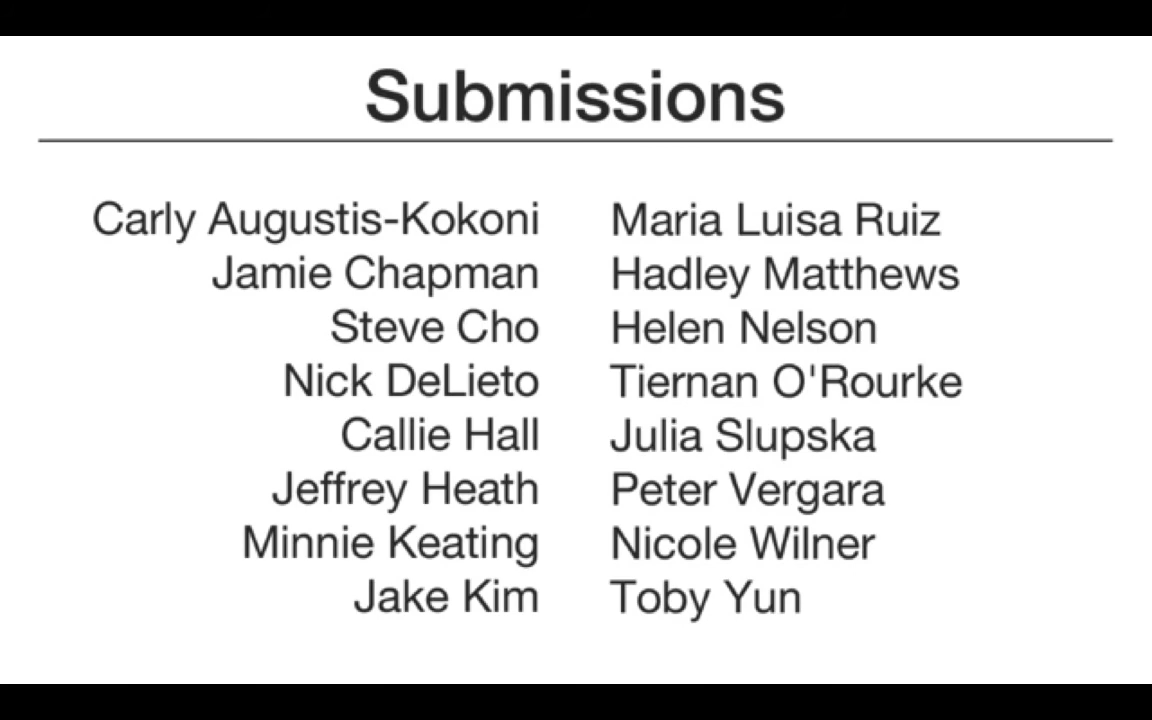 Submissions
Carly Augustis-Kokoni
Jamie Chapman
Steve Cho
Nick DeLieto
Callie Hall
Jeffrey Heath
Minnie Keating
Jake Kim
Maria Luisa Ruiz
Hadley Matthews
Helen Nelson
Tiernan O'Rourke
Julia Slupska
Peter Vergara
Nicole Wilner
Toby Yun